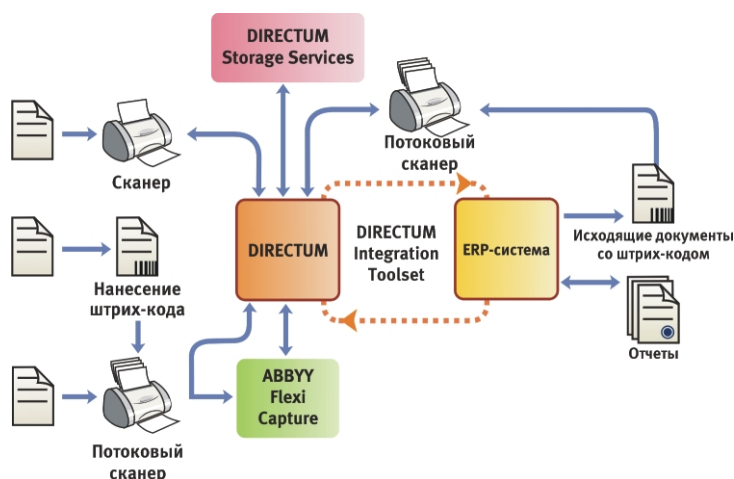 DIRECTUM
Storage Services
Потоковый
сканер
Сканер
DIRECTUM
DIRECTUM
Integration
Toolset
ERP-система
Исходящие документы
со штрих-кодом
Нанесение
штрих-кода
Отчеты
ABBYY
Flexi
Capture
Потоковый
сканер